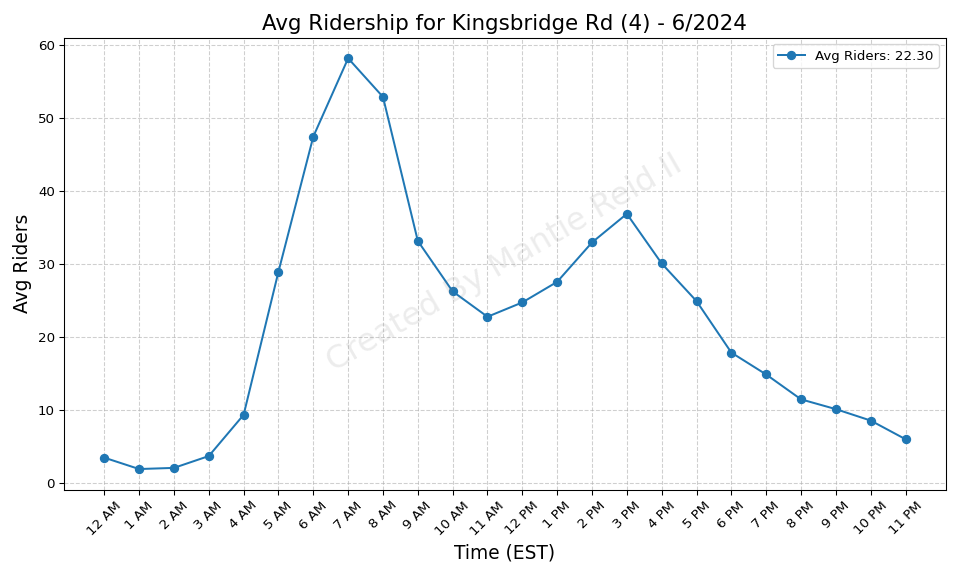 Avg Ridership for Kingsbridge Rd (4) - 6/2024
Avg Riders: 22.30
60
50
40
30
20
10
0
Avg Riders
Created By Mantie Reid II
12 AM 1 AM 2 AM 3 AM 4 AM 5 AM 6 AM 7 AM 8 AM 9 AM 10 AM 11 AM 12 PM 1 PM 2 PM 3 PM 4 PM 5 PM 6 PM 7 PM 8 PM 9 PM 10 PM 11 PM
Time (EST)